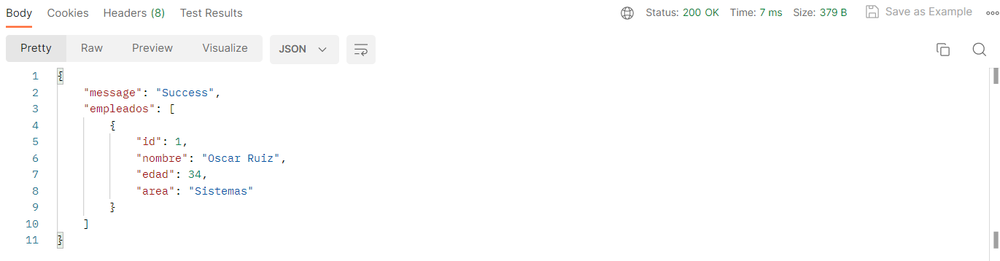 Body Cookies Headers (8) Test Results Status: 200 OK Time: 7 ms Size: 379 B Save as Example
Pretty Raw Preview Visualize JSON
1 {
2 "message": "Success",
3 "empleados": [
4 {
5 "id": 1,
6 "nombre": "Oscar Ruiz",
7 "edad": 34,
8 "area": "Sistemas"
9 }
10 ]
11 }